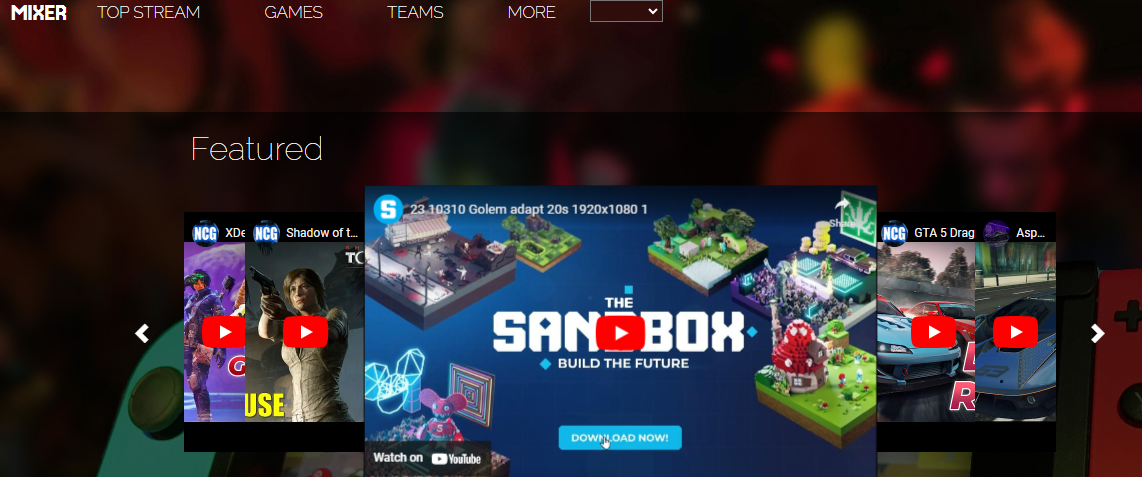 MIXER TOP STREAM GAMES TEAMS MORE
Featured
23 10310 Golem adapt 20s 1920x1080 1
Share
NCG XDe
NCG Shadow of t...
NCG GTA 5 Drag
Asp...
THE
SANDBOX
BUILD THE FUTURE
USE
DOWNLOAD NOW!
Watch on YouTube